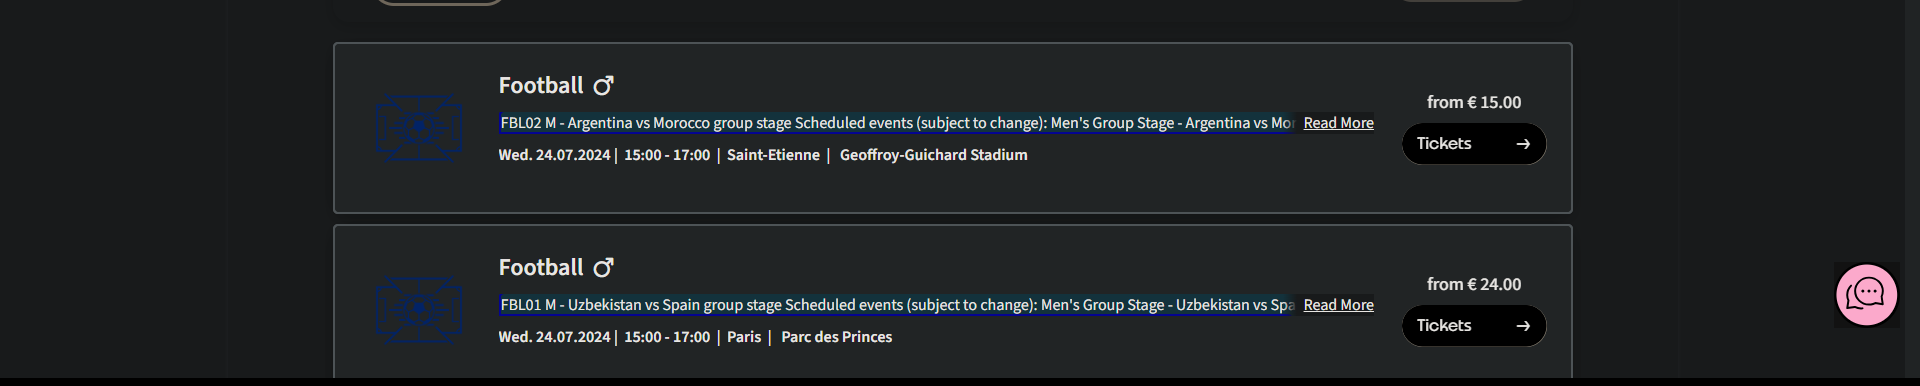 Football
FBL02 M - Argentina vs Morocco group stage Scheduled events (subject to change): Men's Group Stage - Argentina vs Mor Read More
Wed. 24.07.2024 | 15:00 - 17:00 | Saint-Etienne | Geoffroy-Guichard Stadium
from € 15.00
Tickets →
Football
FBL01 M - Uzbekistan vs Spain group stage Scheduled events (subject to change): Men's Group Stage - Uzbekistan vs Spa Read More
Wed. 24.07.2024 | 15:00 - 17:00 | Paris | Parc des Princes
from € 24.00
Tickets →